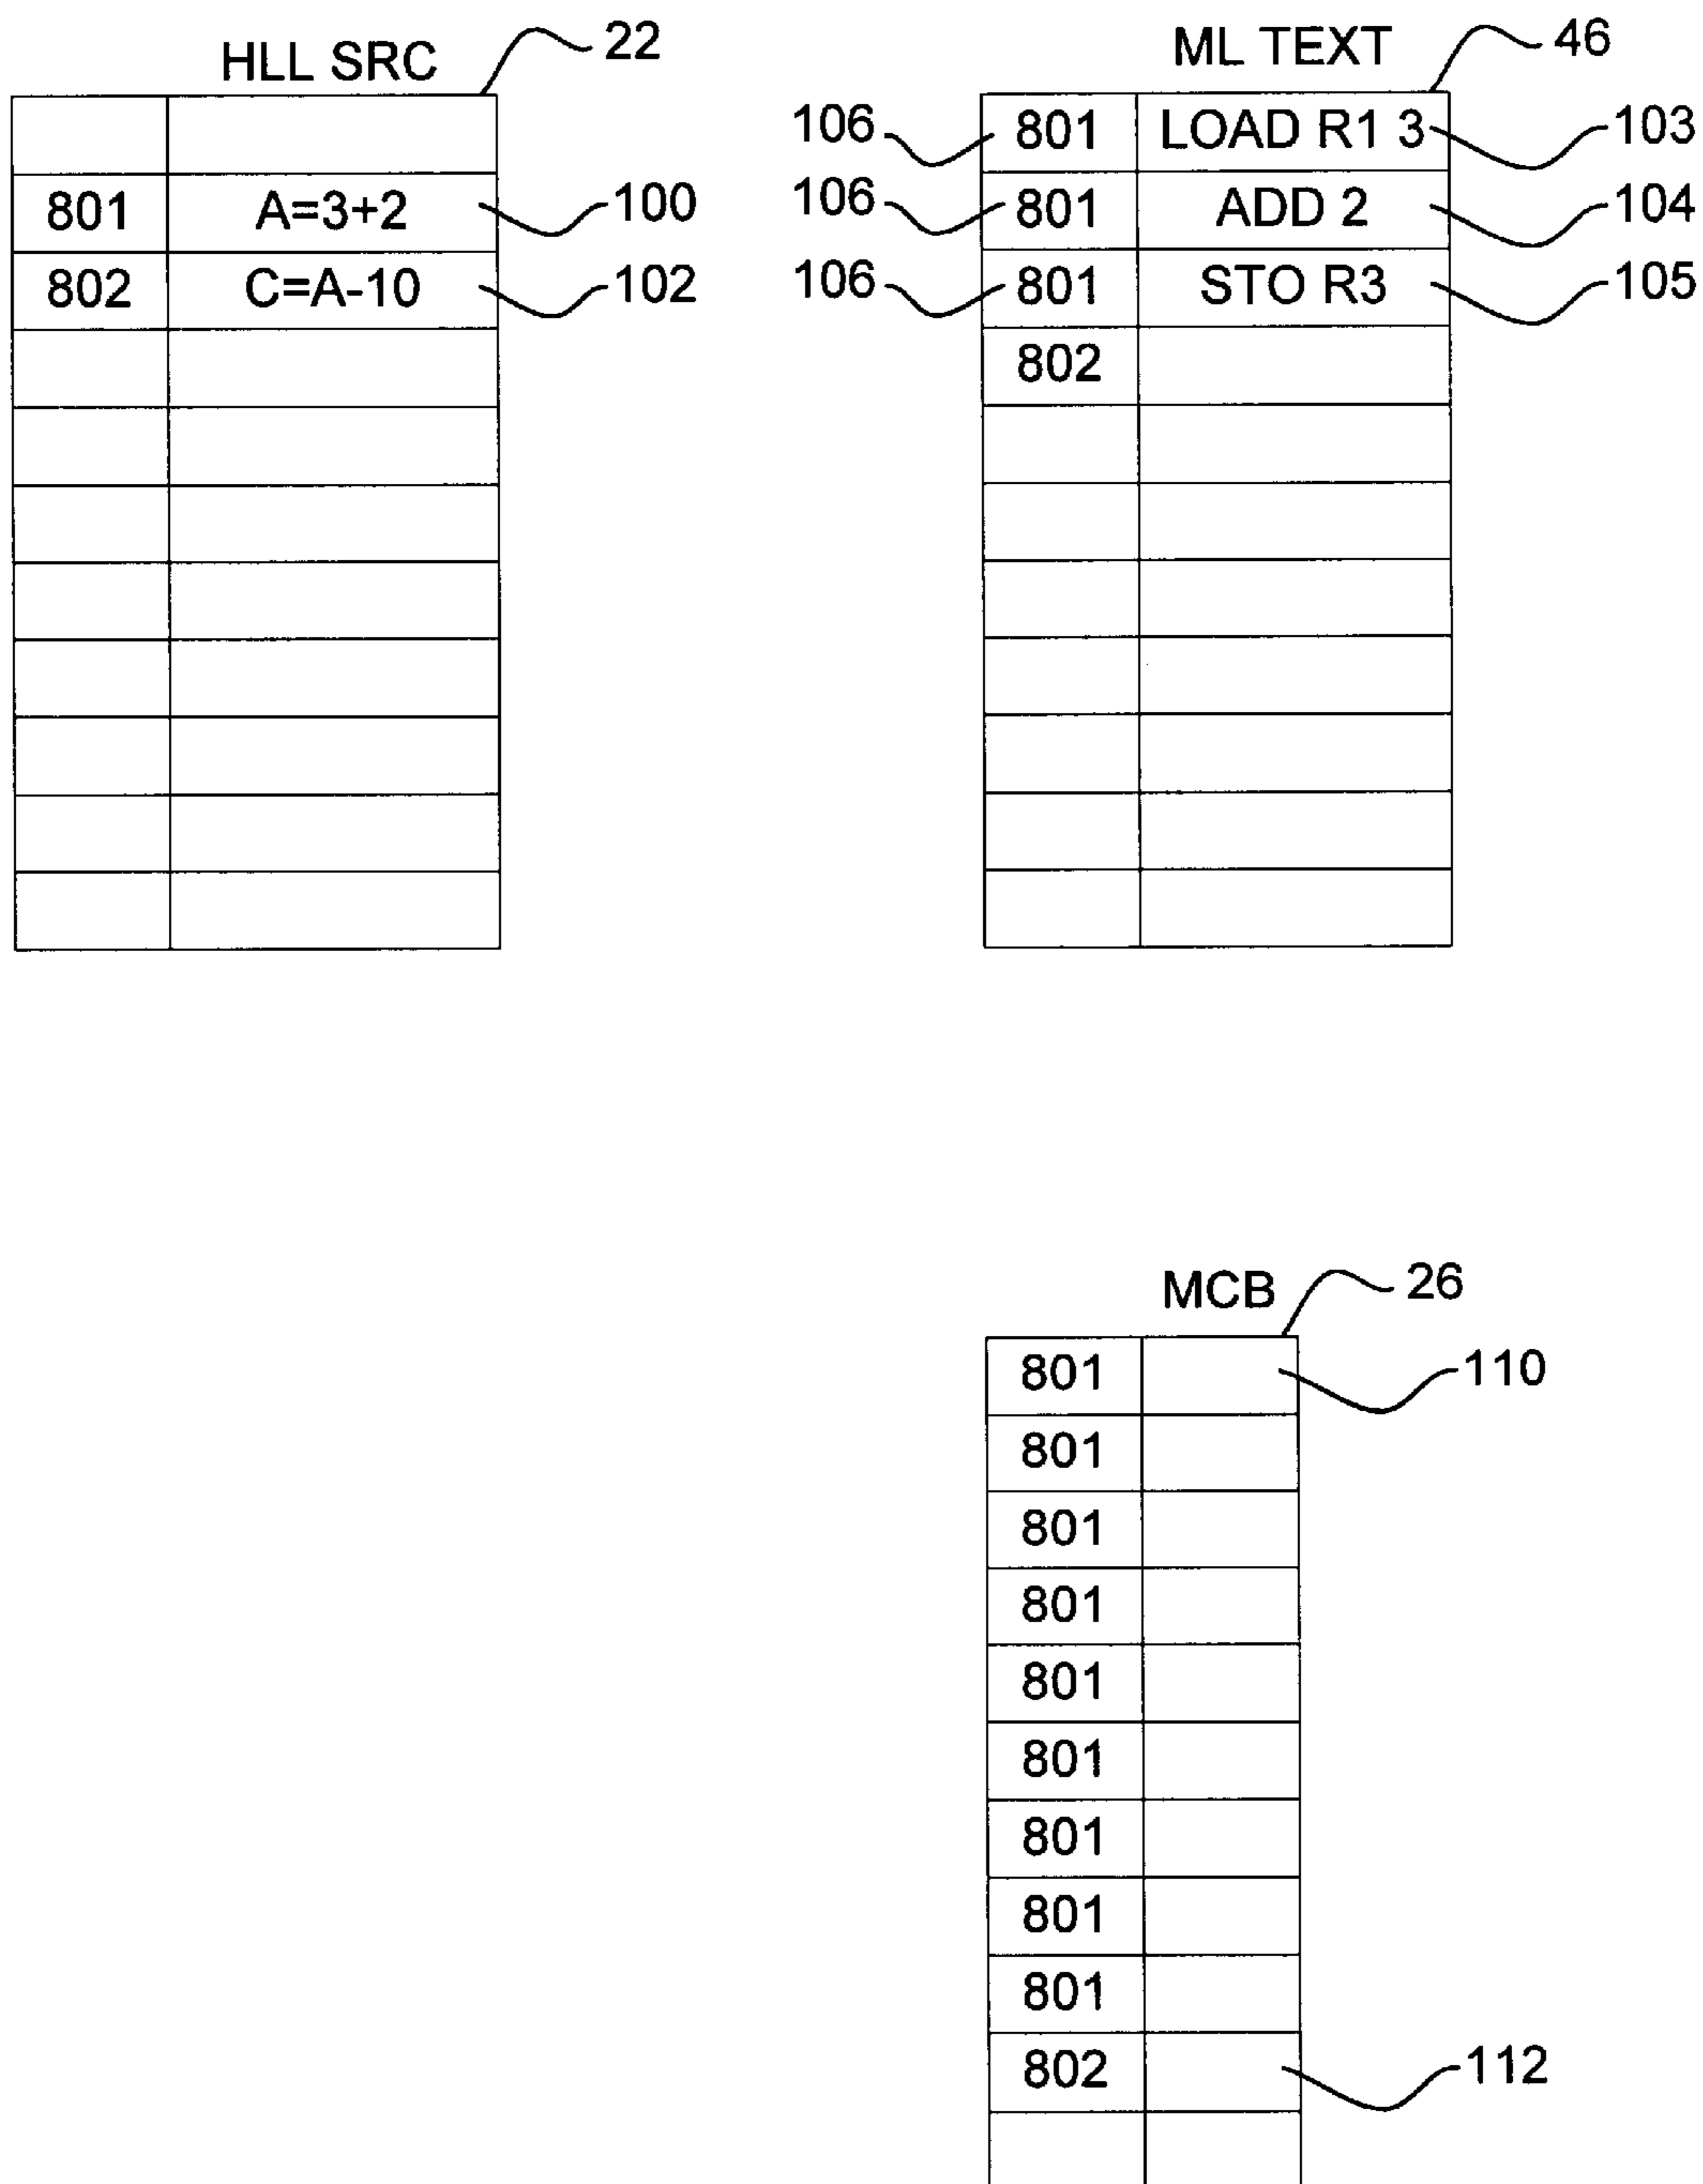 HLL SRC 22
801 A=3+2 100
802 C=A-10 102
ML TEXT 46
106 801 LOAD R1 3 103
106 801 ADD 2 104
106 801 STO R3 105
802
MCB 26
801 110
801
801
801
801
801
801
801
801
802 112